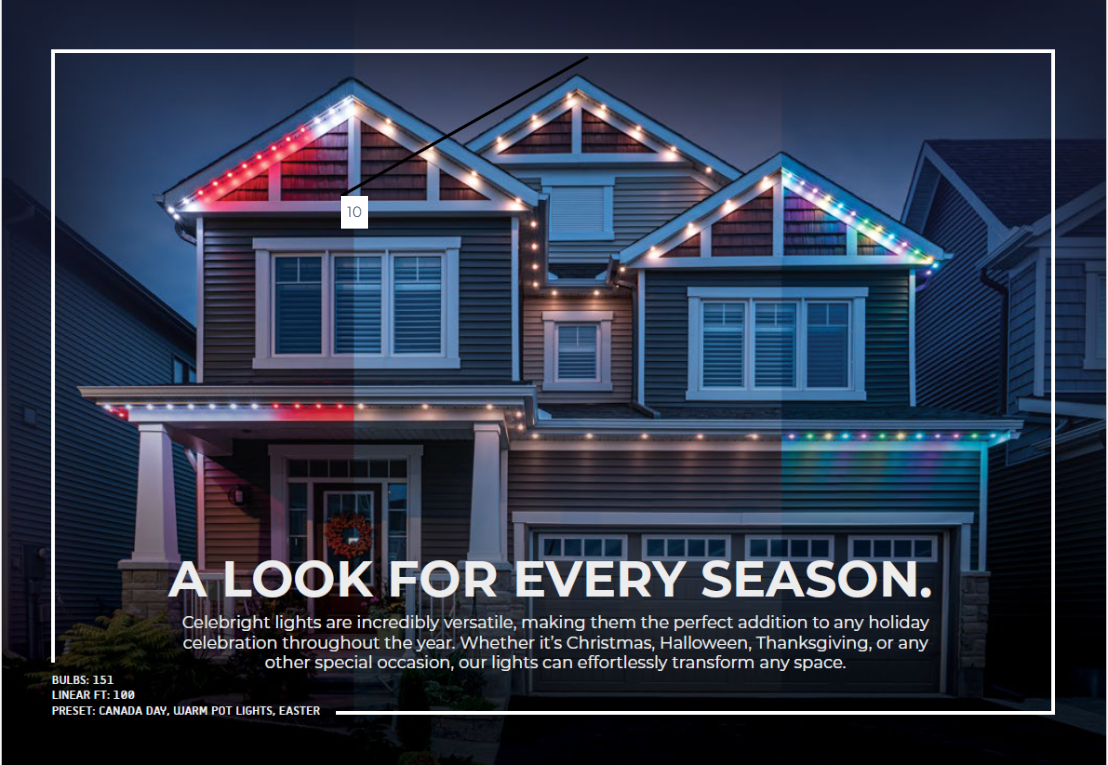 10
A LOOK FOR EVERY SEASON.
Celebright lights are incredibly versatile, making them the perfect addition to any holiday
celebration throughout the year. Whether it’s Christmas, Halloween, Thanksgiving, or any
other special occasion, our lights can effortlessly transform any space.
BULBS: 151
LINEAR FT: 100
PRESET: CANADA DAY, WARM POT LIGHTS, EASTER